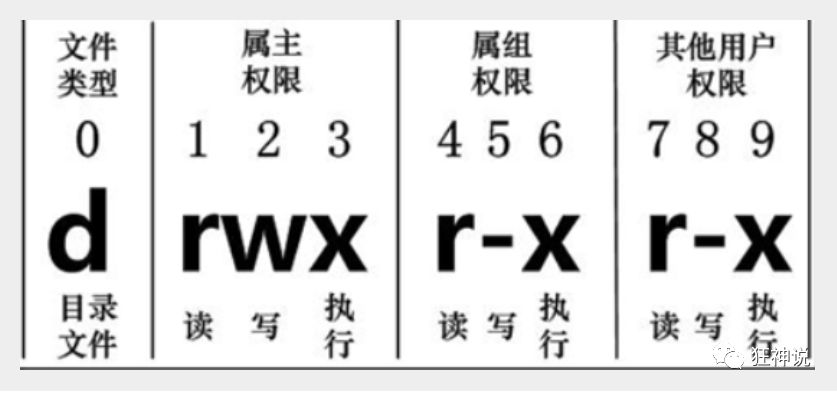 文件 属主 属组 其他用户
类型 权限 权限 权限
0 1 2 3 4 5 6 7 8 9
d rwx r-x r-x
目录 读 写 执行 读 写 执行 读 写 执行
文件
狂神说